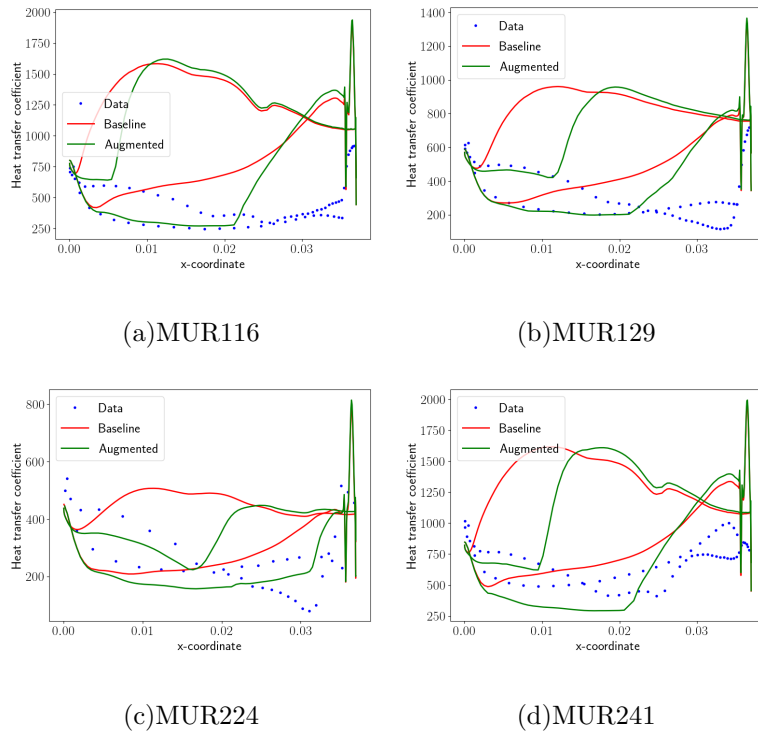 2000
1750
1500
1250
1000
750
500
250
Heat transfer coefficient
Data
Baseline
Augmented
0.00 0.01 0.02 0.03
x-coordinate
(a)MUR116
1400
1200
1000
800
600
400
200
Heat transfer coefficient
Data
Baseline
Augmented
0.00 0.01 0.02 0.03
x-coordinate
(b)MUR129
800
600
400
200
Heat transfer coefficient
Data
Baseline
Augmented
0.00 0.01 0.02 0.03
x-coordinate
(c)MUR224
2000
1750
1500
1250
1000
750
500
250
Heat transfer coefficient
Data
Baseline
Augmented
0.00 0.01 0.02 0.03
x-coordinate
(d)MUR241